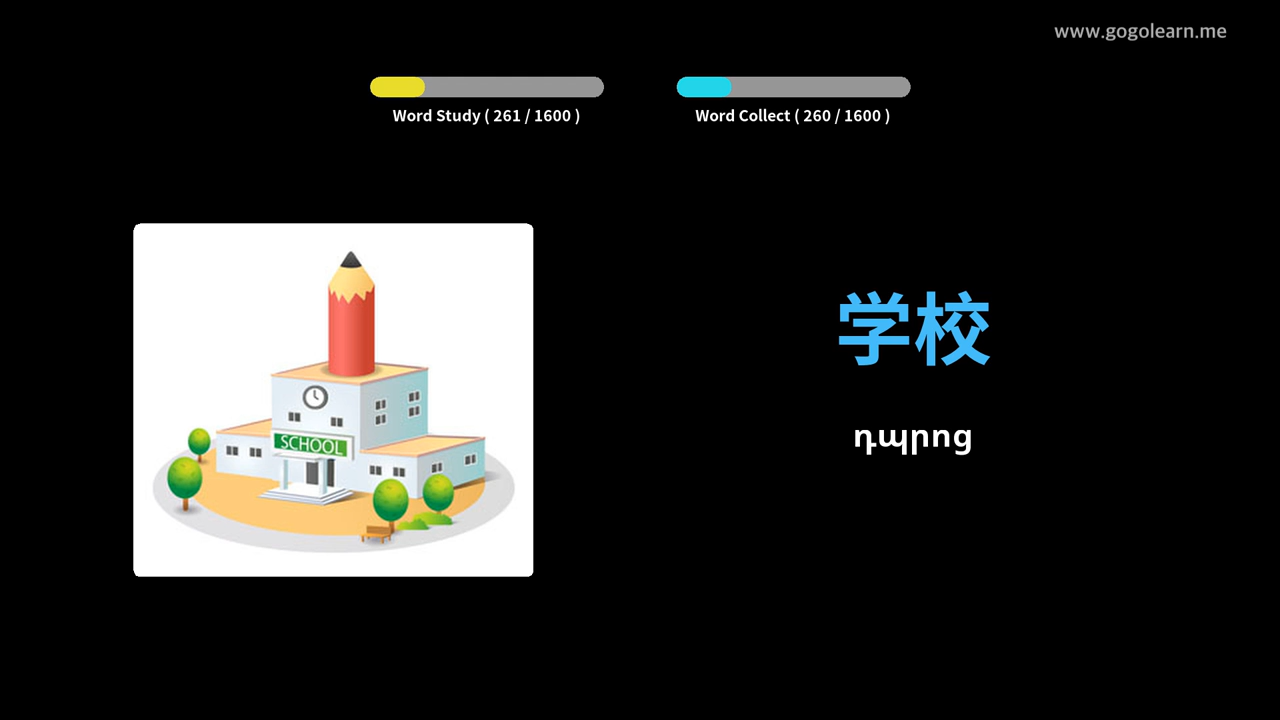 www.gogolearn.me
Word Study ( 261 / 1600 )
Word Collect ( 260 / 1600 )
SCHOOL
学校
դպրոց